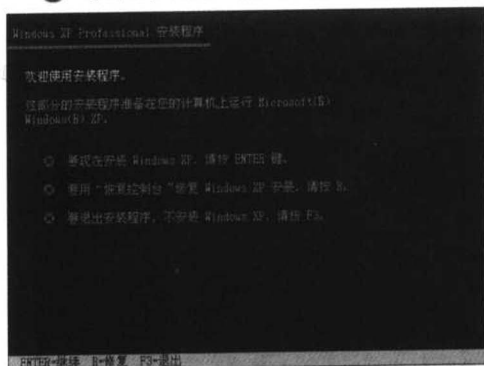 Windows XP Professional 安装程序
欢迎使用安装程序。
这部分的安装程序准备在您的计算机上运行 Microsoft(R)
Windows(R) XP。
要现在安装 Windows XP，请按 ENTER 键。
要用“恢复控制台”修复 Windows XP 安装，请按 R。
要退出安装程序，不安装 Windows XP，请按 F3。
ENTER=继续 R=修复 F3=退出